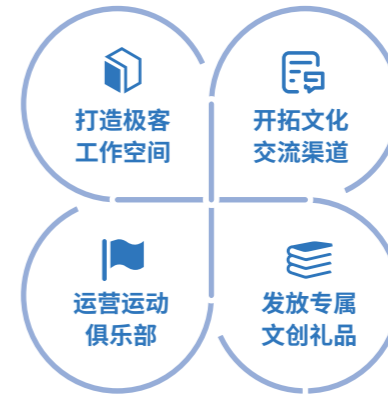 打造极客
工作空间
开拓文化
交流渠道
运营运动
俱乐部
发放专属
文创礼品